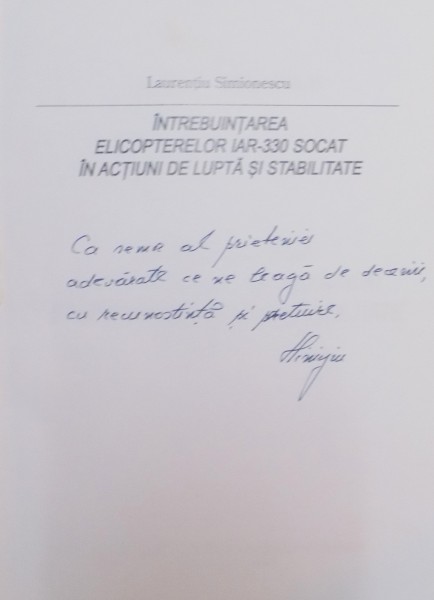 Laurențiu Simionescu
ÎNTREBUINȚAREA
ELICOPTERELOR IAR-330 SOCAT
ÎN ACȚIUNI DE LUPTĂ ȘI STABILITATE
Ca semn al prieteniei
adevărate ce ne leagă de decenii,
cu recunostință și prețuire,